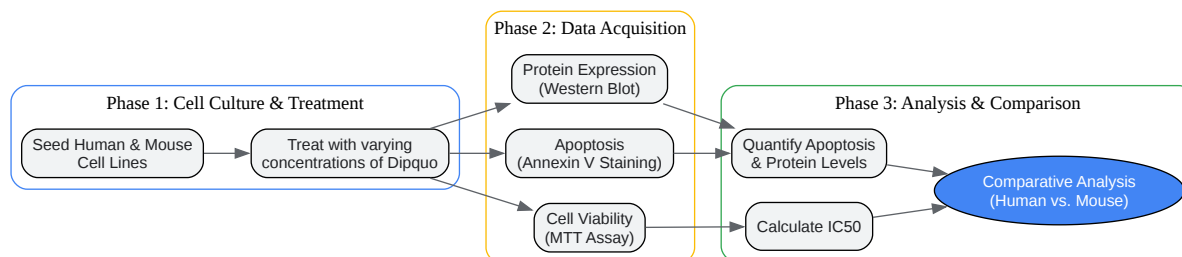 Phase 1: Cell Culture & Treatment
Seed Human & Mouse
Cell Lines
Treat with varying
concentrations of Dipquo
Phase 2: Data Acquisition
Protein Expression
(Western Blot)
Apoptosis
(Annexin V Staining)
Cell Viability
(MTT Assay)
Phase 3: Analysis & Comparison
Quantify Apoptosis
& Protein Levels
Calculate IC50
Comparative Analysis
(Human vs. Mouse)